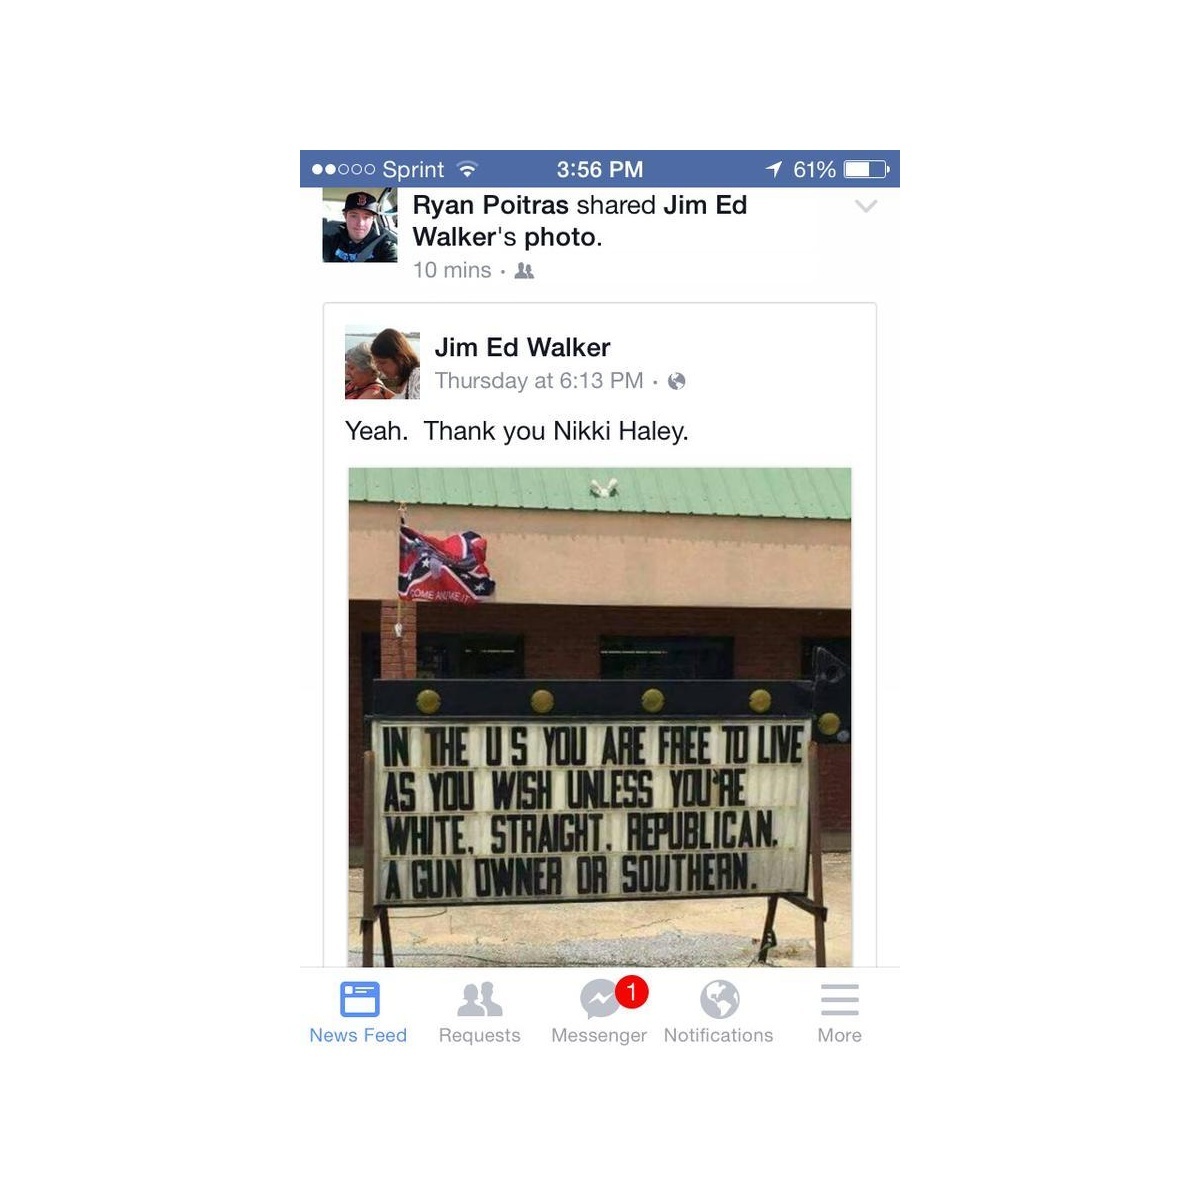 Sprint 3:56 PM 61%
Ryan Poitras shared Jim Ed
Walker's photo.
10 mins ·
Jim Ed Walker
Thursday at 6:13 PM ·
Yeah. Thank you Nikki Haley.
COME AND
IN THE U S YOU ARE FREE TO LIVE
AS YOU WISH UNLESS YOU'RE
WHITE. STRAIGHT. REPUBLICAN.
A GUN OWNER OR SOUTHERN.
1
News Feed Requests Messenger Notifications More